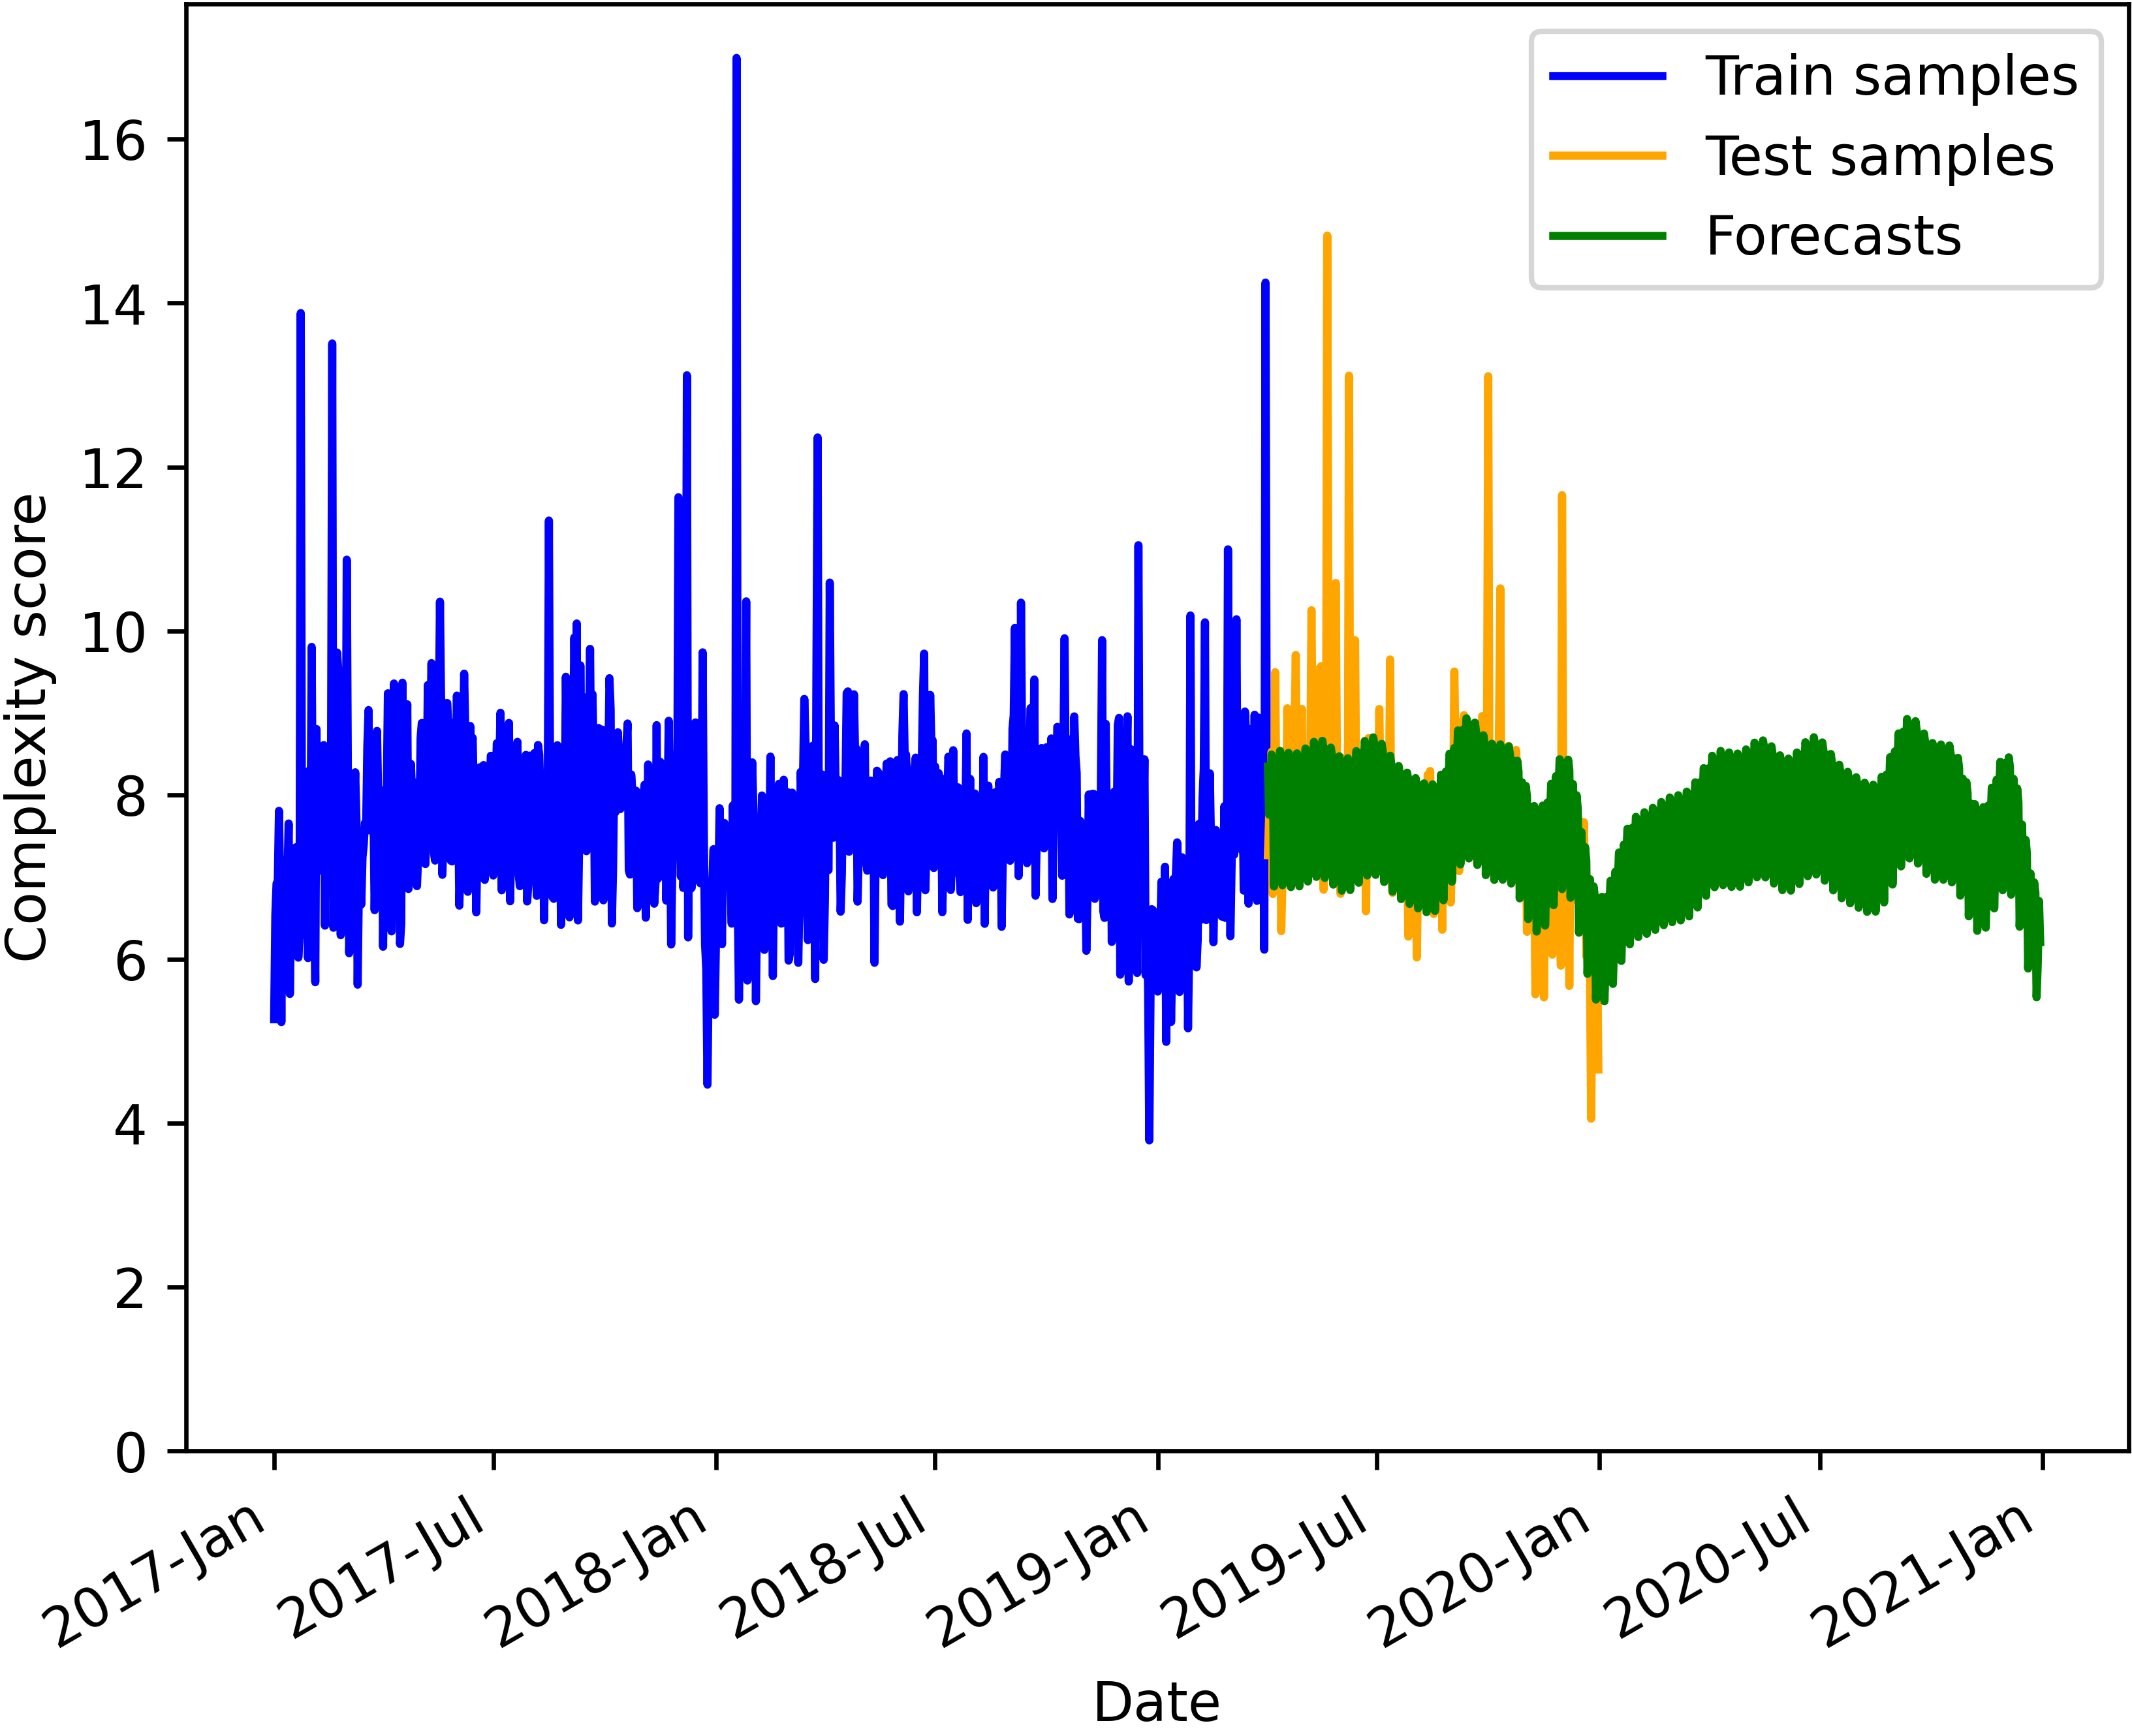 Train samples
Test samples
Forecasts
Complexity score
16
14
12
10
8
6
4
2
0
2017-Jan
2017-Jul
2018-Jan
2018-Jul
2019-Jan
2019-Jul
2020-Jan
2020-Jul
2021-Jan
Date